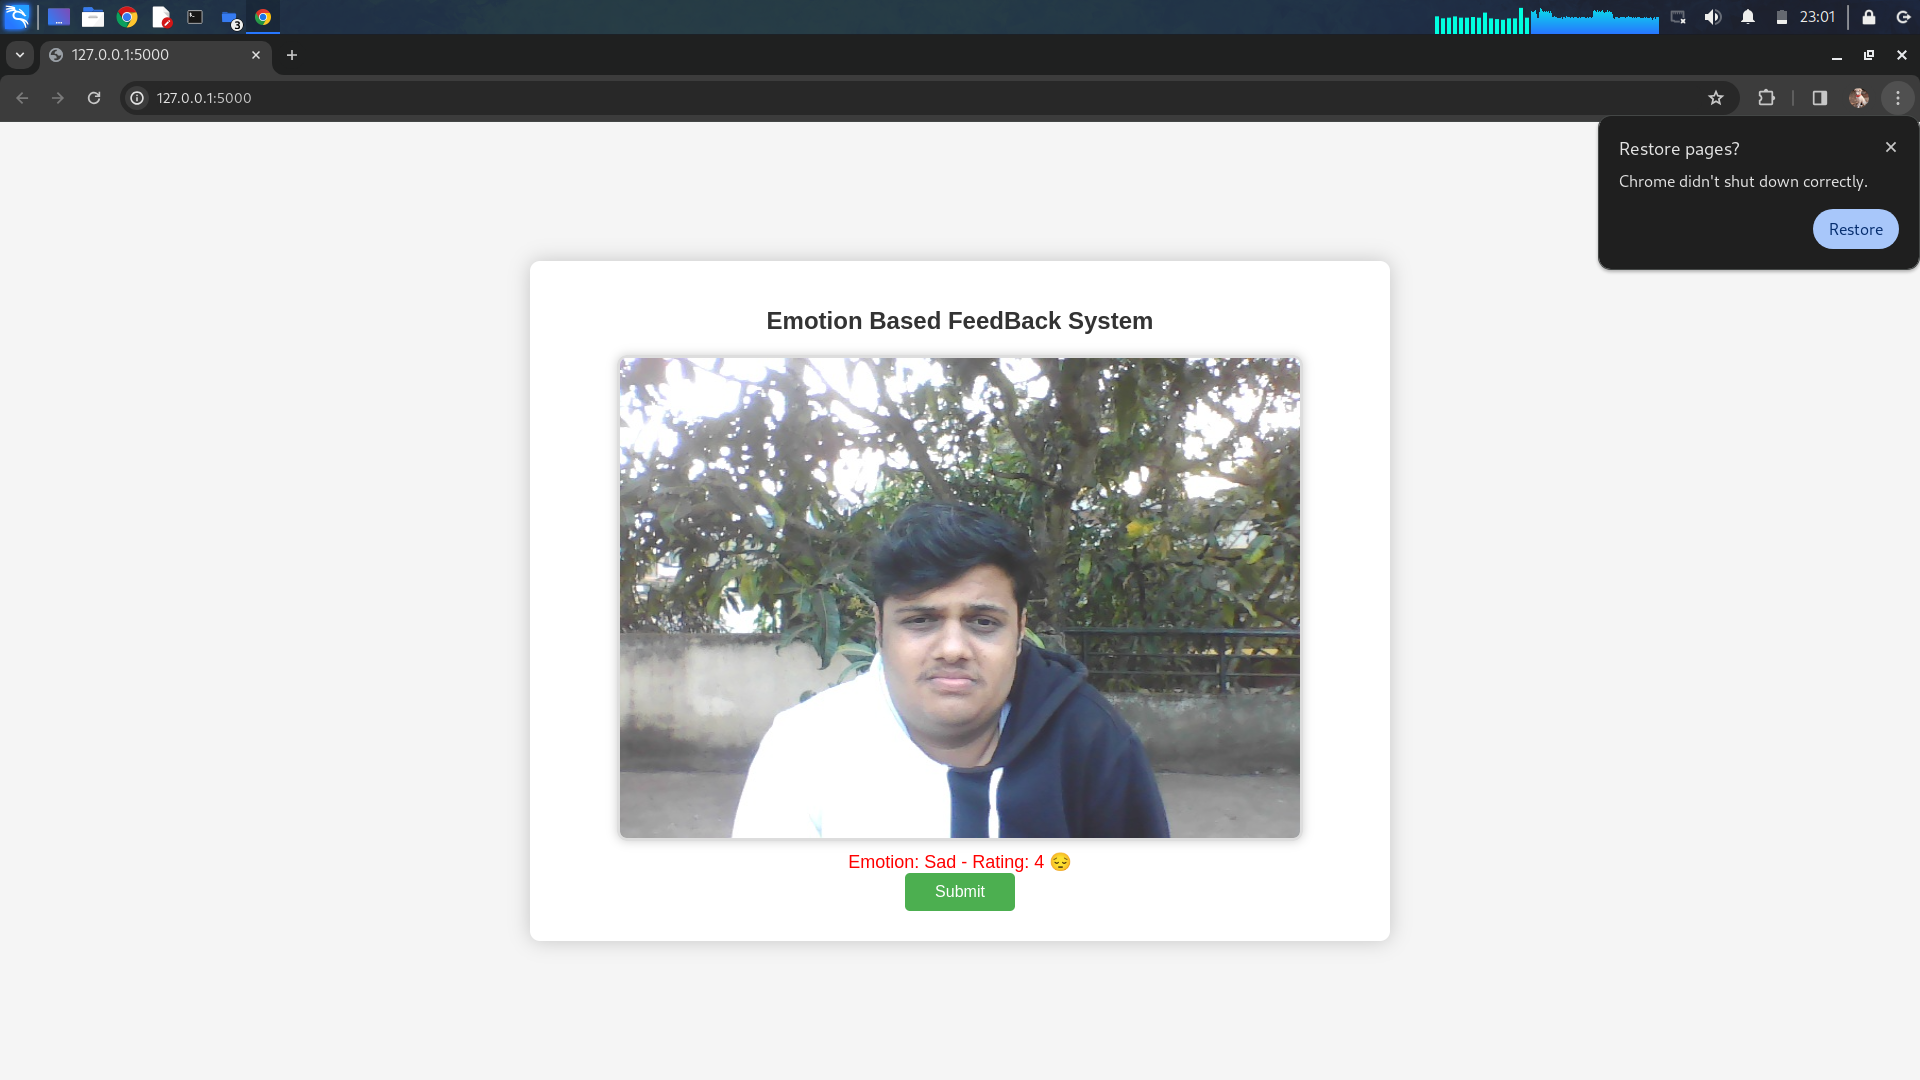 3
23:01
127.0.0.1:5000
127.0.0.1:5000
Restore pages?
Chrome didn't shut down correctly.
Restore
Emotion Based FeedBack System
Emotion: Sad - Rating: 4 😔
Submit